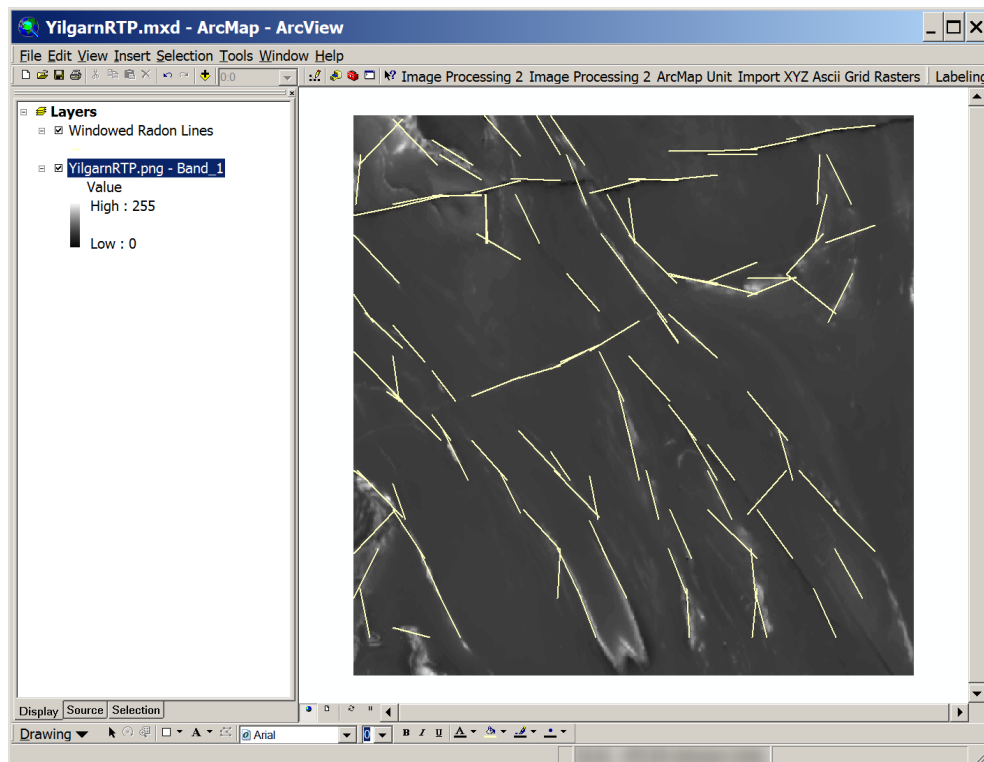 YilgarnRTP.mxd - ArcMap - ArcView
File Edit View Insert Selection Tools Window Help
Image Processing 2 Image Processing 2 ArcMap Unit Import XYZ Ascii Grid Rasters Labeling
Layers
Windowed Radon Lines
YilgarnRTP.png - Band_1
Value
High : 255
Low : 0
Display Source Selection
Drawing A Arial B I U A